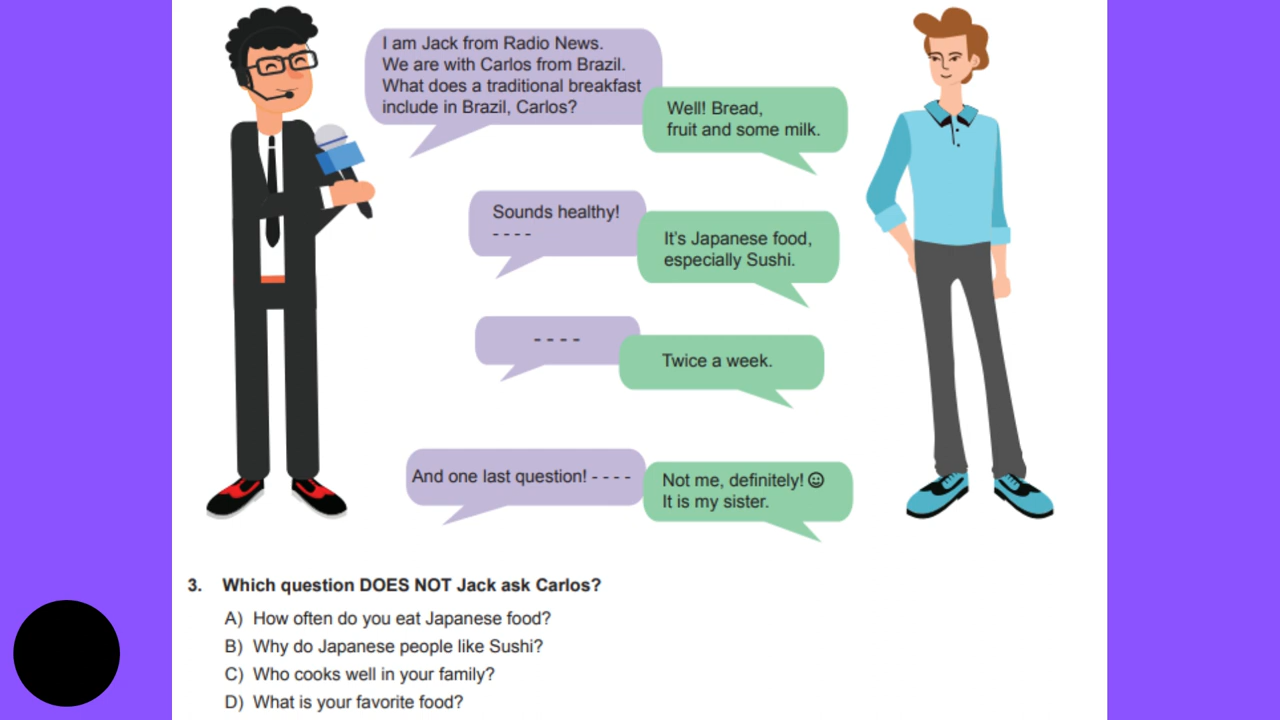 I am Jack from Radio News.
We are with Carlos from Brazil.
What does a traditional breakfast
include in Brazil, Carlos?
Well! Bread,
fruit and some milk.
Sounds healthy!
- - - -
It's Japanese food,
especially Sushi.
- - - -
Twice a week.
And one last question! - - - -
Not me, definitely! ☺
It is my sister.
3. Which question DOES NOT Jack ask Carlos?
A) How often do you eat Japanese food?
B) Why do Japanese people like Sushi?
C) Who cooks well in your family?
D) What is your favorite food?